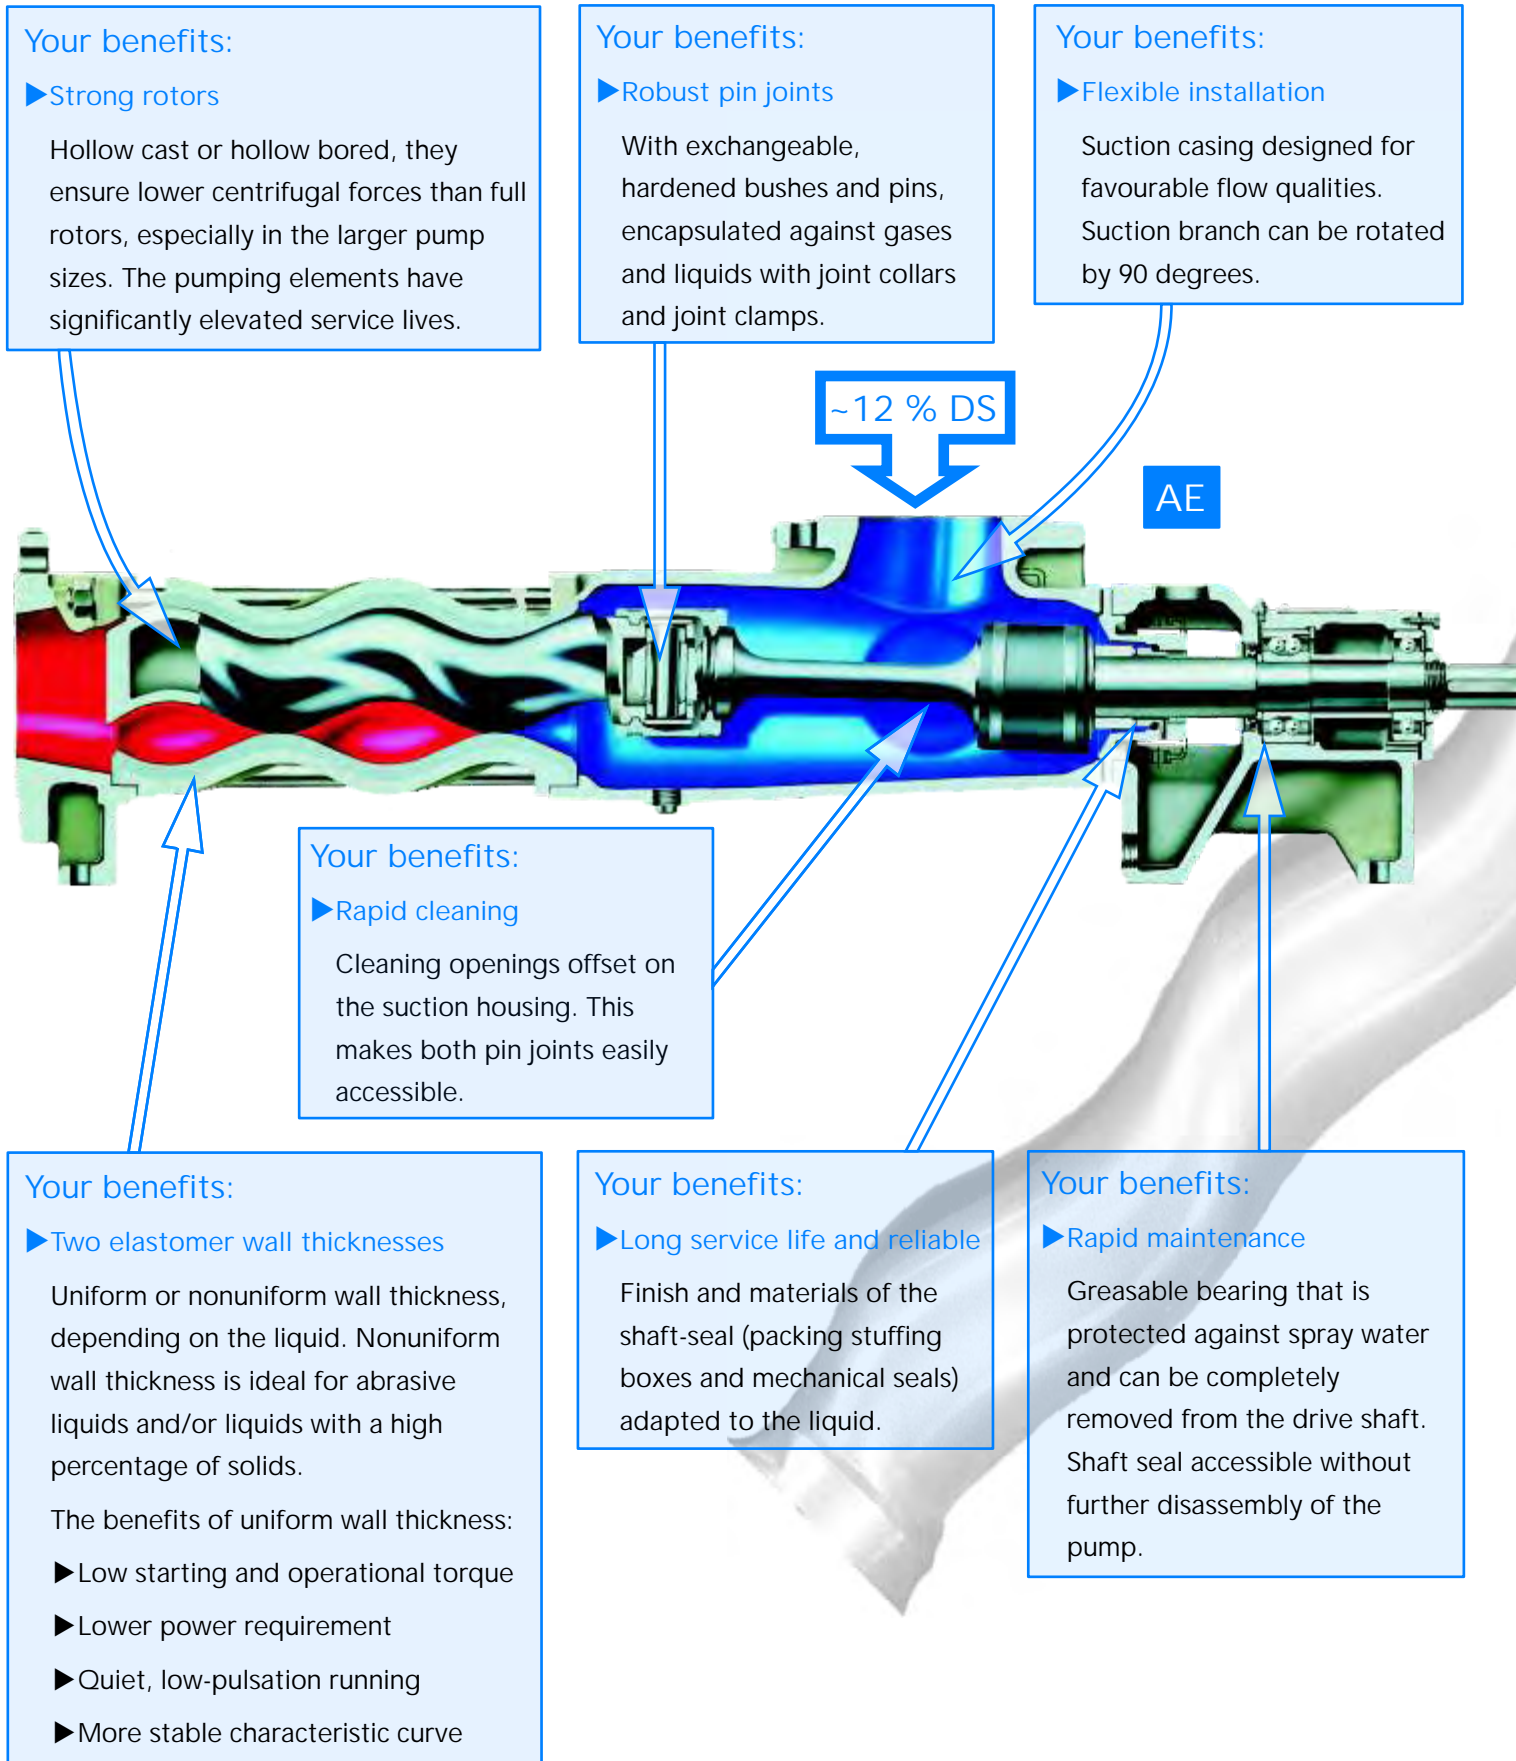 Your benefits:
▶Strong rotors
Hollow cast or hollow bored, they
ensure lower centrifugal forces than full
rotors, especially in the larger pump
sizes. The pumping elements have
significantly elevated service lives.
Your benefits:
▶Robust pin joints
With exchangeable,
hardened bushes and pins,
encapsulated against gases
and liquids with joint collars
and joint clamps.
Your benefits:
▶Flexible installation
Suction casing designed for
favourable flow qualities.
Suction branch can be rotated
by 90 degrees.
~12 % DS
AE
Your benefits:
▶Rapid cleaning
Cleaning openings offset on
the suction housing. This
makes both pin joints easily
accessible.
Your benefits:
▶Two elastomer wall thicknesses
Uniform or nonuniform wall thickness,
depending on the liquid. Nonuniform
wall thickness is ideal for abrasive
liquids and/or liquids with a high
percentage of solids.
The benefits of uniform wall thickness:
▶Low starting and operational torque
▶Lower power requirement
▶Quiet, low-pulsation running
▶More stable characteristic curve
Your benefits:
▶Long service life and reliable
Finish and materials of the
shaft-seal (packing stuffing
boxes and mechanical seals)
adapted to the liquid.
Your benefits:
▶Rapid maintenance
Greasable bearing that is
protected against spray water
and can be completely
removed from the drive shaft.
Shaft seal accessible without
further disassembly of the
pump.